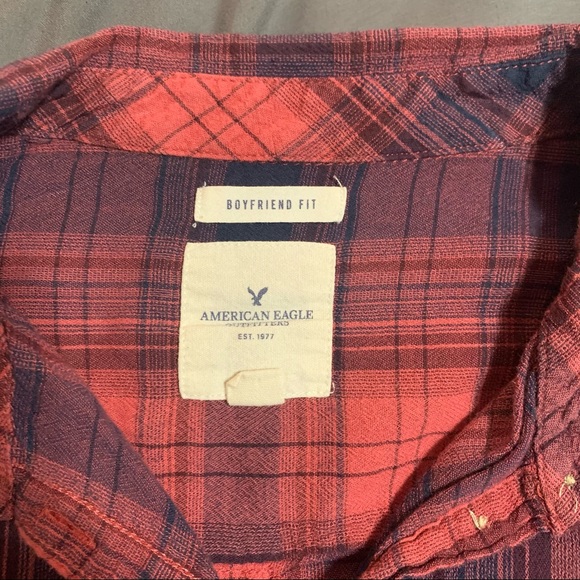 BOYFRIEND FIT
AMERICAN EAGLE
OUTFITTERS
EST. 1977